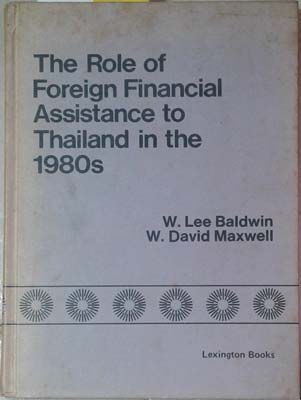 The Role of
Foreign Financial
Assistance to
Thailand in the
1980s
W. Lee Baldwin
W. David Maxwell
Lexington Books